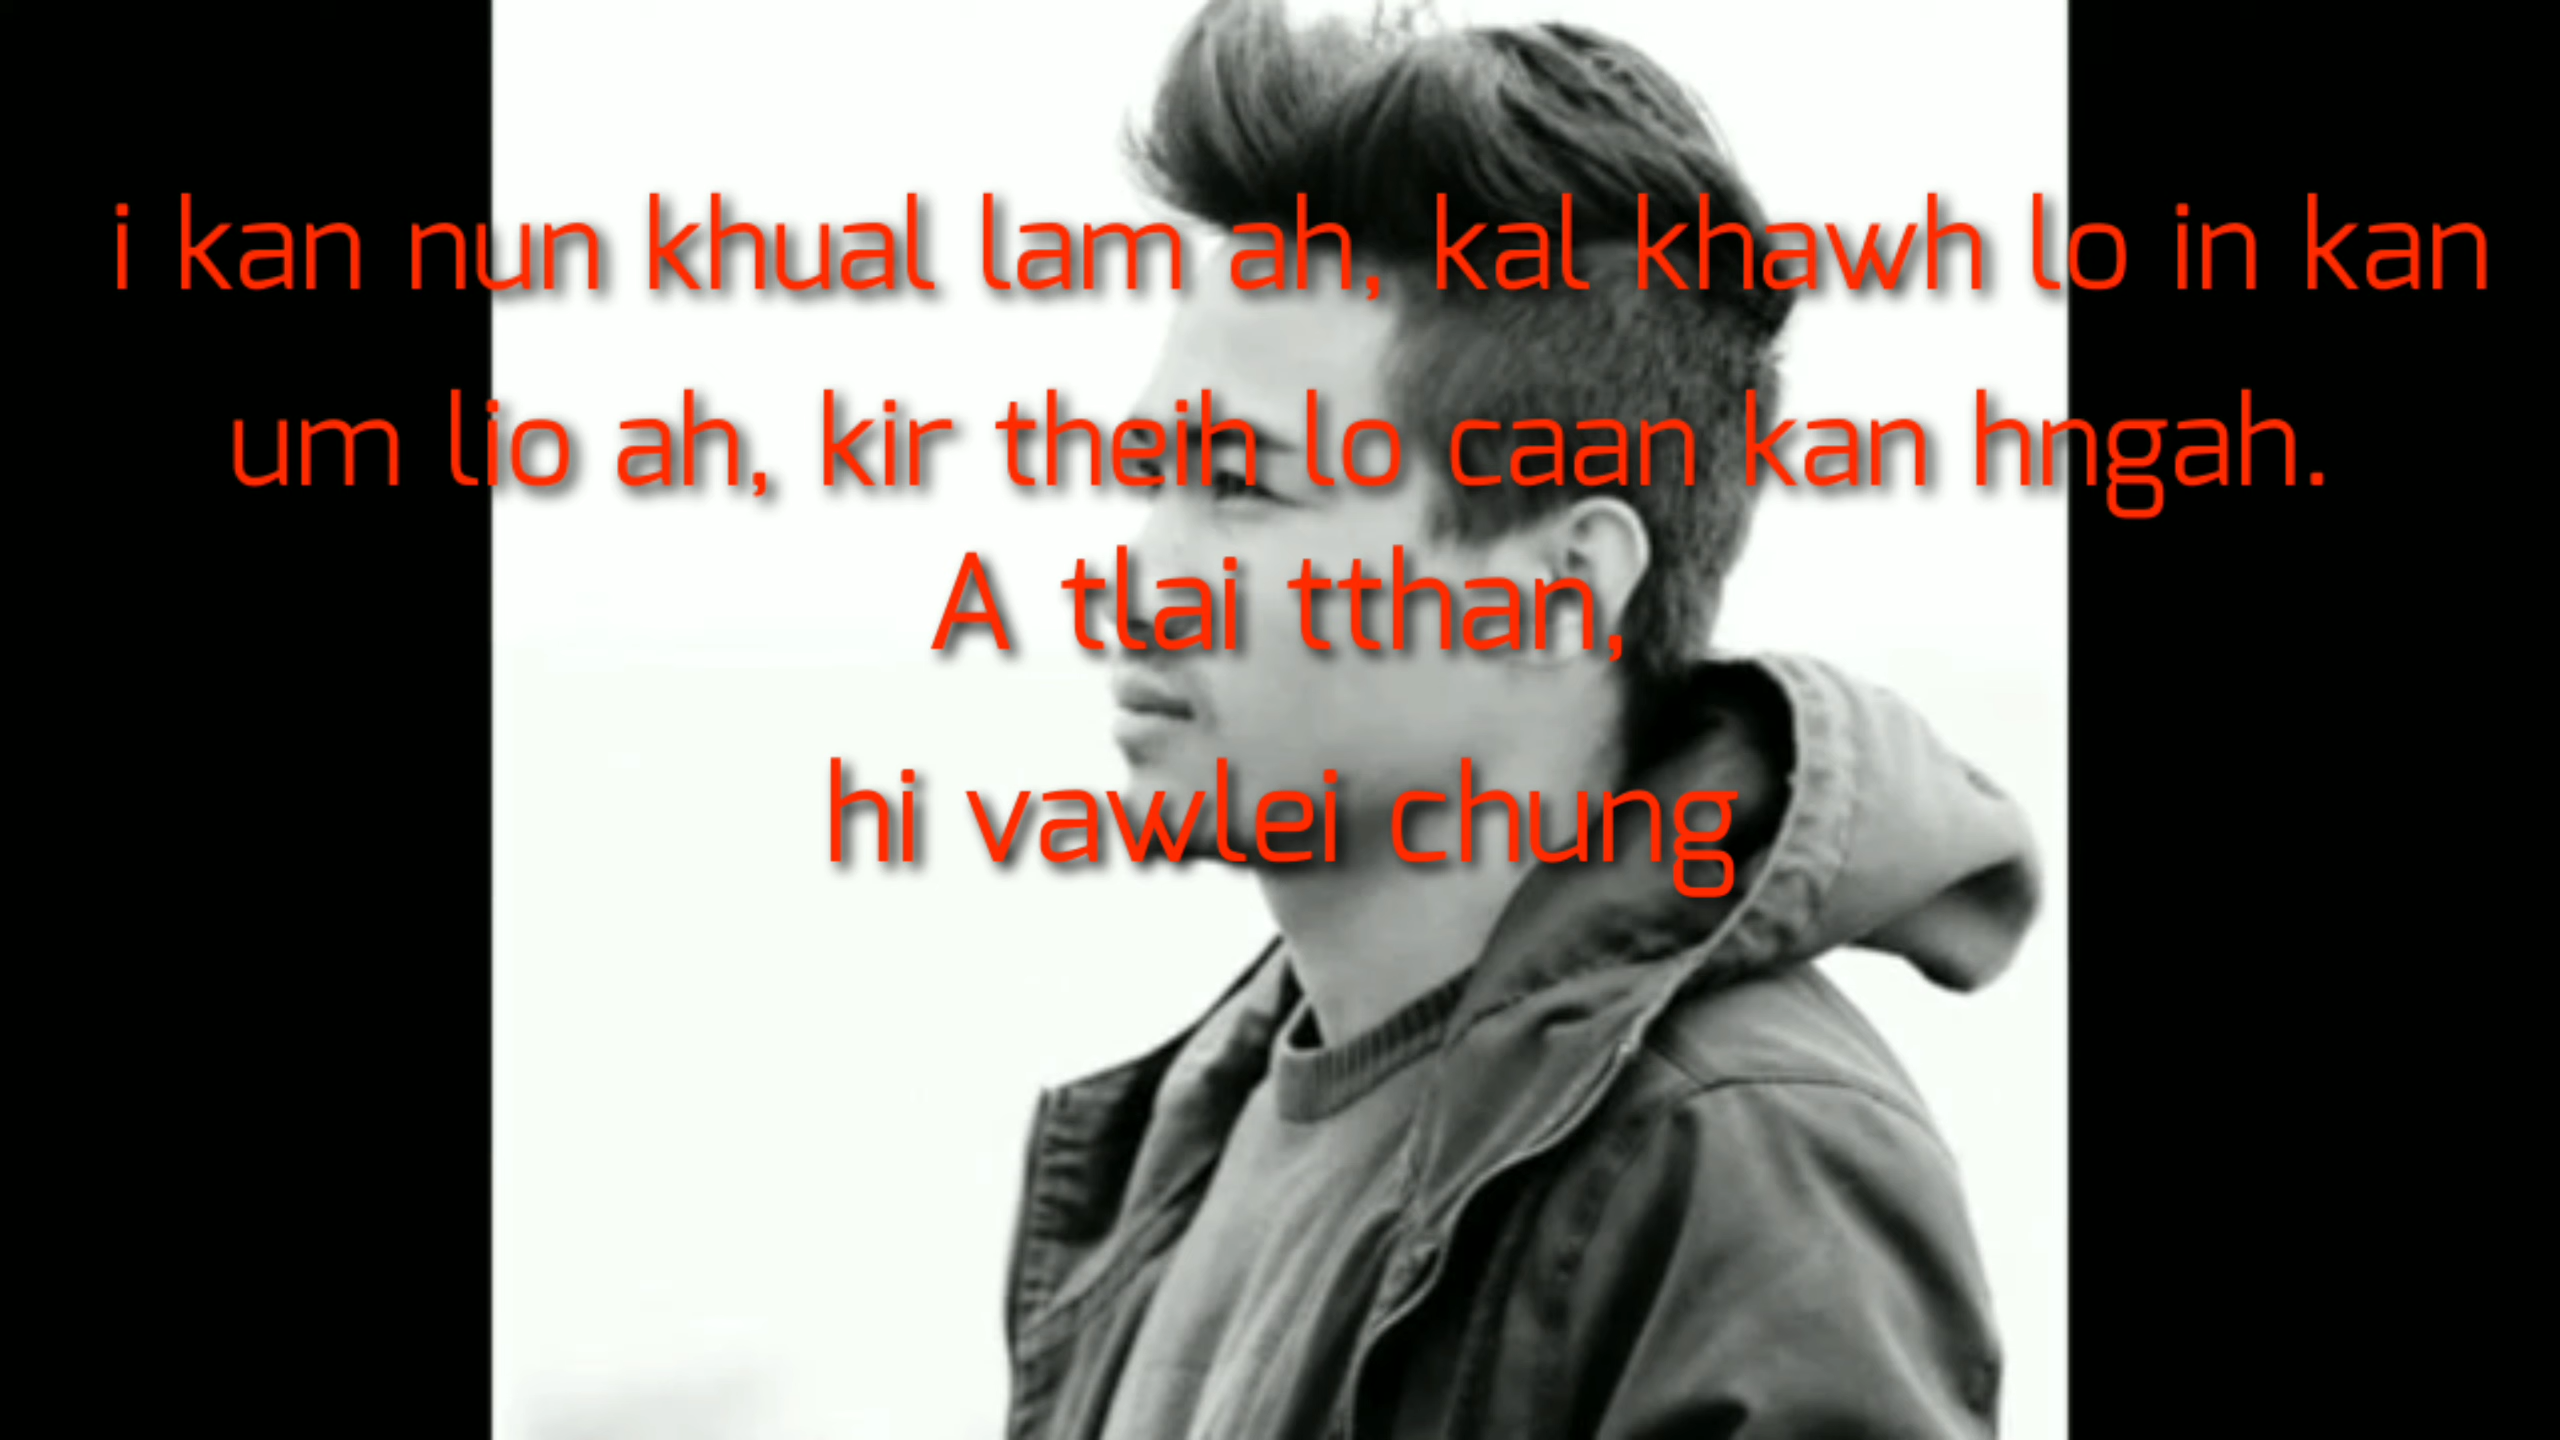 i kan nun khual lam ah, kal khawh lo in kan
um lio ah, kir theih lo caan kan hngah.
A tlai tthan,
hi vawlei chung